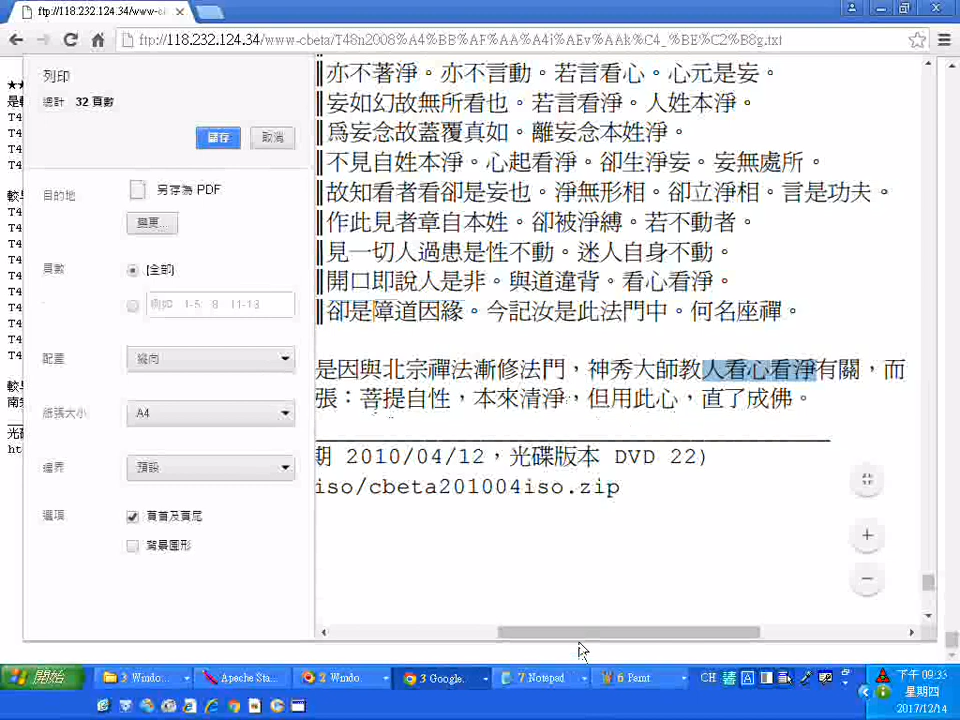 ftp://118.232.124.34/www-cb
ftp://118.232.124.34/www-cbeta/T48n2008%A4%BB%AF%AA%A4i%AEv%AAk%C4_%BE%C2%B8g.txt
列印
總計 32 頁數
儲存
取消
目的地
另存為 PDF
變更...
頁數
(全部)
例如 1-5、8、11-13
配置
縱向
紙張大小
A4
邊界
預設
選項
頁首及頁尾
背景圖形
亦不著淨。亦不言動。若言看心。心元是妄。
妄如幻故無所看也。若言看淨。人姓本淨。
為妄念故蓋覆真如。離妄念本姓淨。
不見自姓本淨。心起看淨。卻生淨妄。妄無處所。
故知看者看卻是妄也。淨無形相。卻立淨相。言是功夫。
作此見者章自本姓。卻被淨縛。若不動者。
見一切人過患是性不動。迷人自身不動。
開口即說人是非。與道違背。看心看淨。
卻是障道因緣。今記汝是此法門中。何名座禪。
是因與北宗禪法漸修法門，神秀大師教人看心看淨有關，而
張：菩提自性，本來清淨，但用此心，直了成佛。
期 2010/04/12，光碟版本 DVD 22)
iso/cbeta201004iso.zip
開始
3 Windo...
Apache Sta...
2 Windo...
3 Google...
7 Notepad
6 Paint
CH
下午 09:33
星期四
2017/12/14